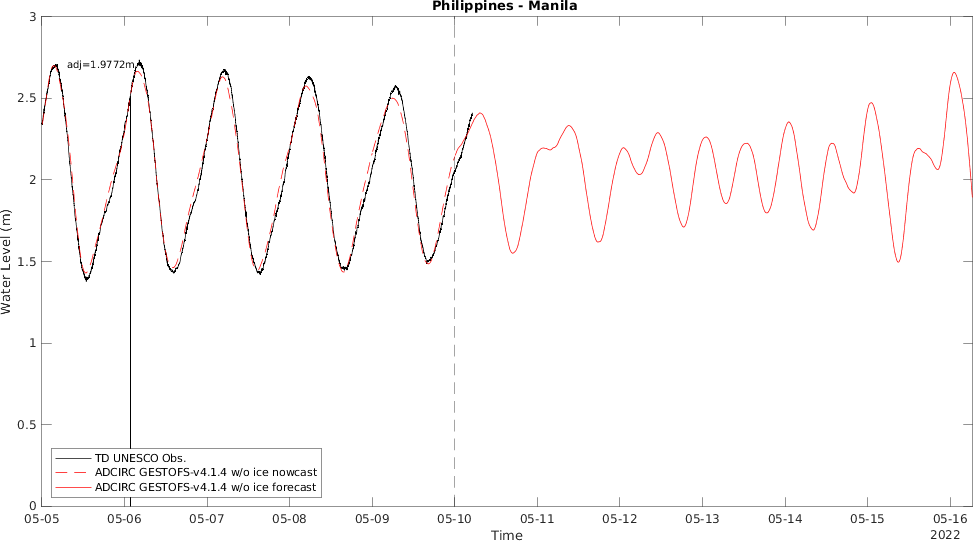 Philippines - Manila
3
2.5
2
1.5
1
0.5
0
Water Level (m)
adj=1.9772m
TD UNESCO Obs.
ADCIRC GESTOFS-v4.1.4 w/o ice nowcast
ADCIRC GESTOFS-v4.1.4 w/o ice forecast
05-05 05-06 05-07 05-08 05-09 05-10 05-11 05-12 05-13 05-14 05-15 05-16
Time
2022